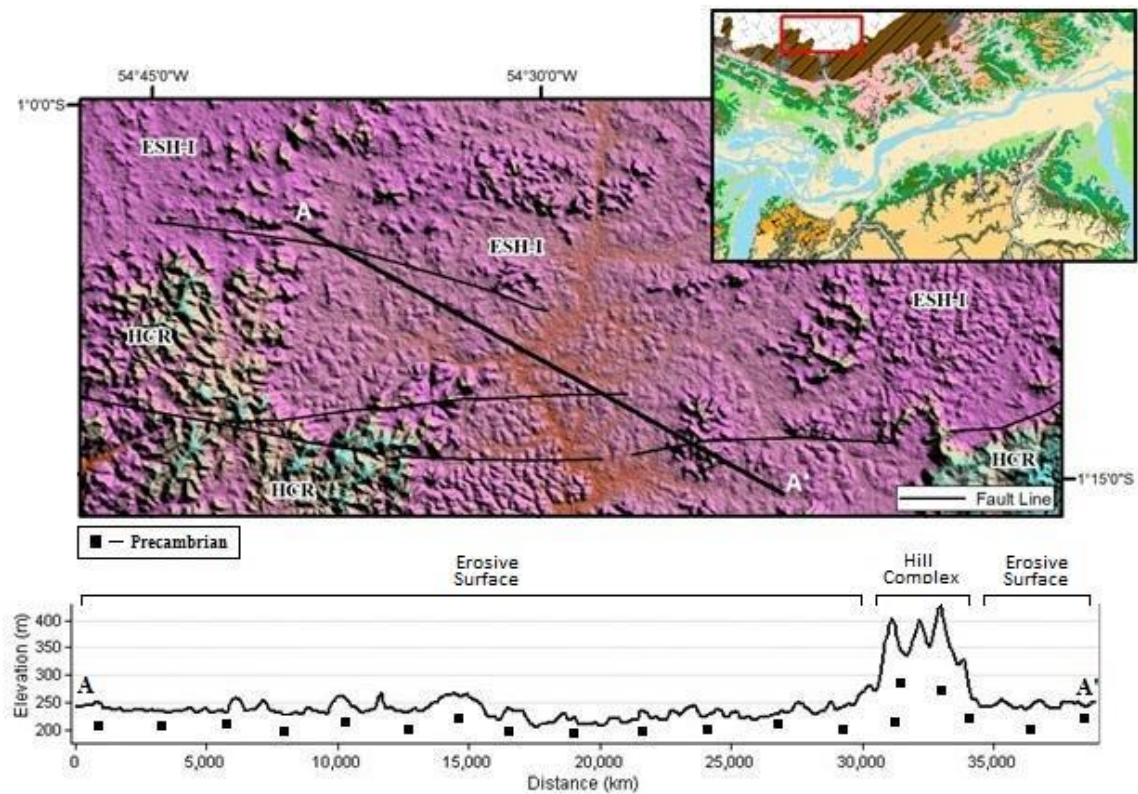 54°45'0"W
54°30'0"W
1°0'0"S
ESH-I
A
ESH-I
ESH-I
HCR
HCR
HCR
A'
1°15'0"S
Fault Line
■ — Precambrian
Erosive
Surface
Hill
Complex
Erosive
Surface
Elevation (m)
400
350
300
250
200
A
A'
0
5,000
10,000
15,000
20,000
25,000
30,000
35,000
Distance (km)